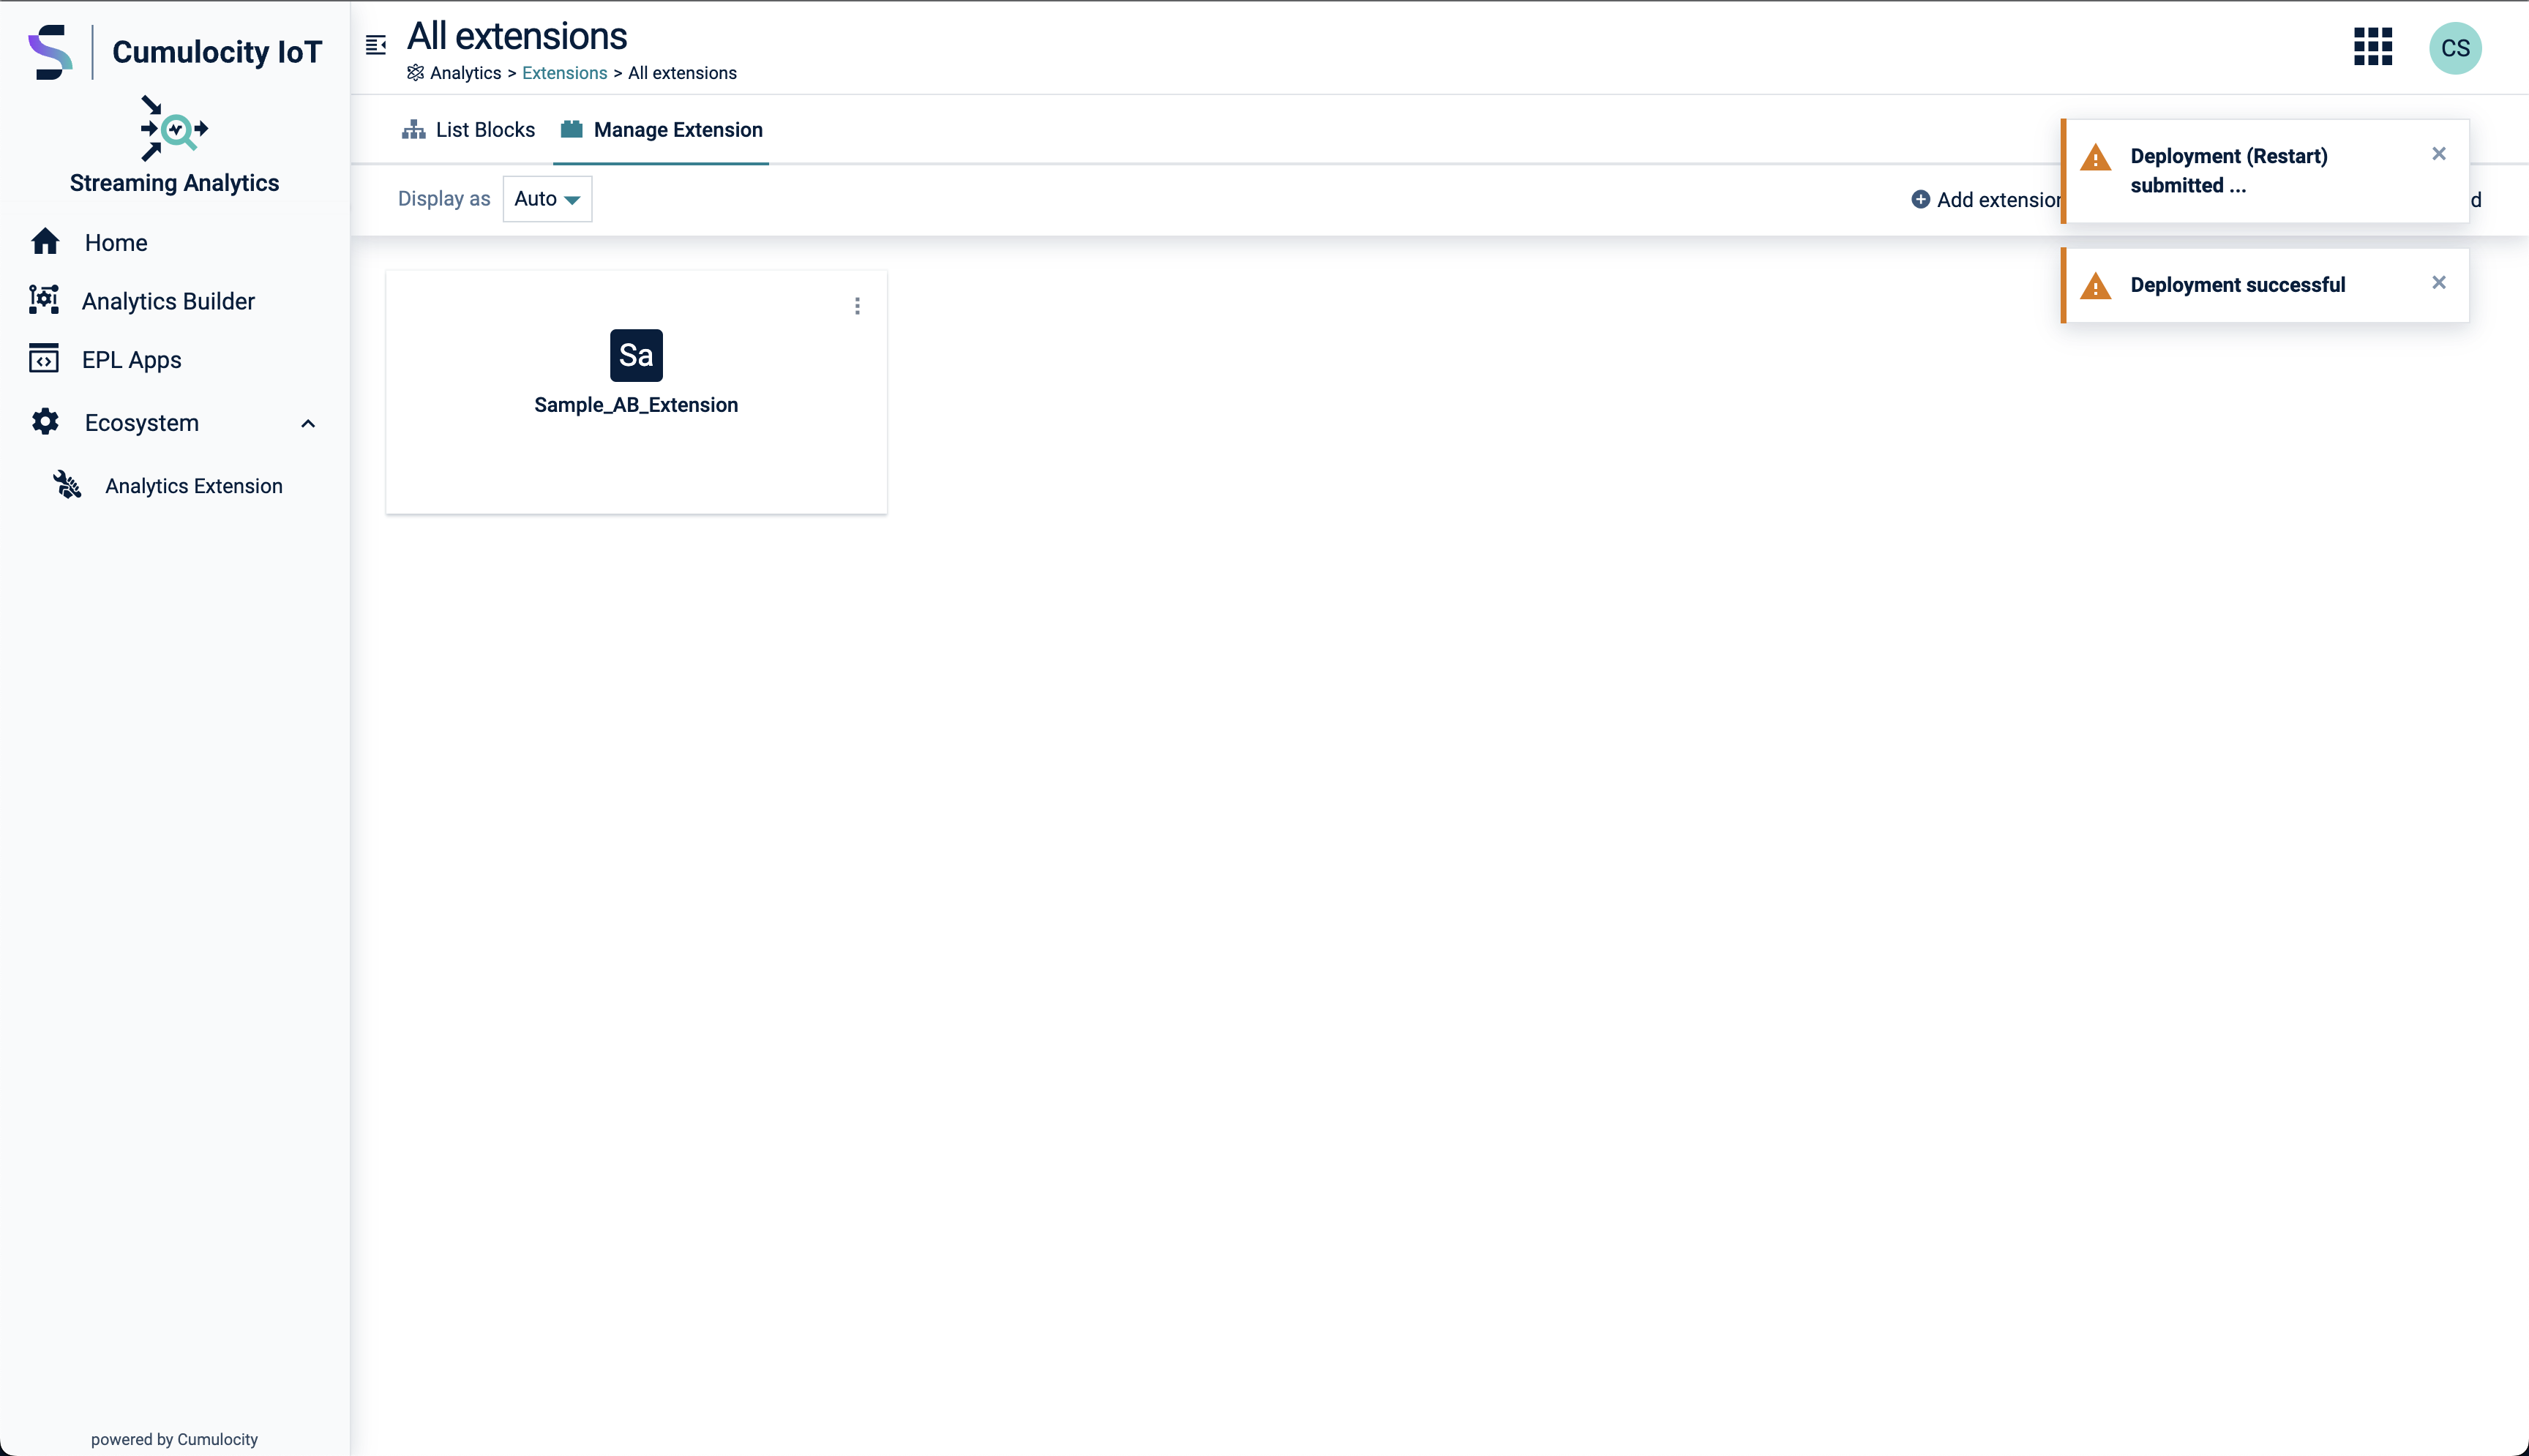 Cumulocity IoT
Streaming Analytics
Home
Analytics Builder
EPL Apps
Ecosystem
Analytics Extension
powered by Cumulocity
All extensions
Analytics > Extensions > All extensions
CS
List Blocks
Manage Extension
Display as
Auto
Add extension
Deployment (Restart)
submitted ...
Deployment successful
Sa
Sample_AB_Extension